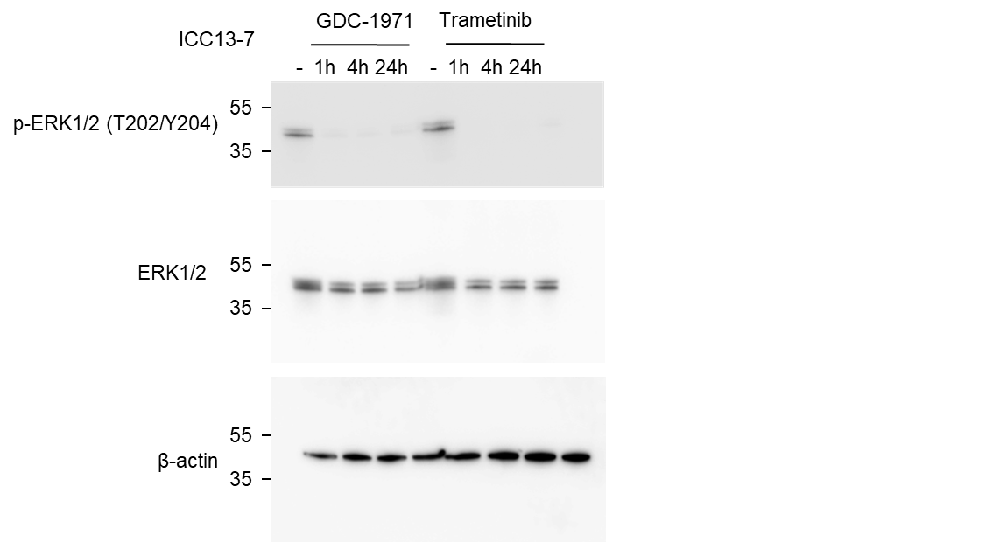 GDC-1971 Trametinib
ICC13-7
- 1h 4h 24h - 1h 4h 24h
55
p-ERK1/2 (T202/Y204)
35
55
ERK1/2
35
55
β-actin
35